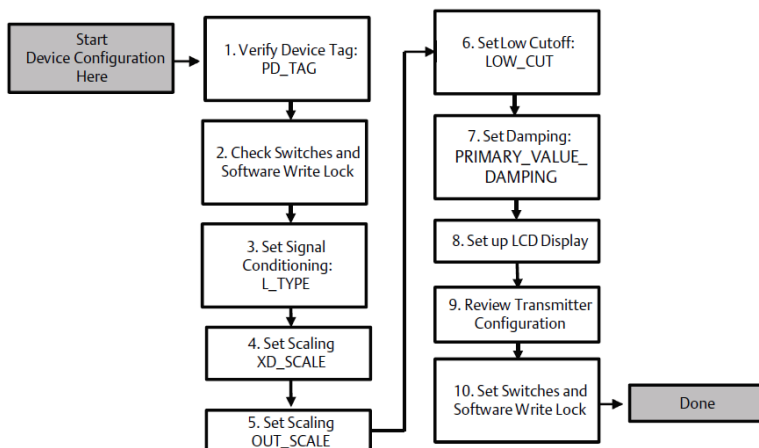 Start
Device Configuration
Here
1. Verify Device Tag:
PD_TAG
2. Check Switches and
Software Write Lock
3. Set Signal
Conditioning:
L_TYPE
4. Set Scaling
XD_SCALE
5. Set Scaling
OUT_SCALE
6. Set Low Cutoff:
LOW_CUT
7. Set Damping:
PRIMARY_VALUE_
DAMPING
8. Set up LCD Display
9. Review Transmitter
Configuration
10. Set Switches and
Software Write Lock
Done